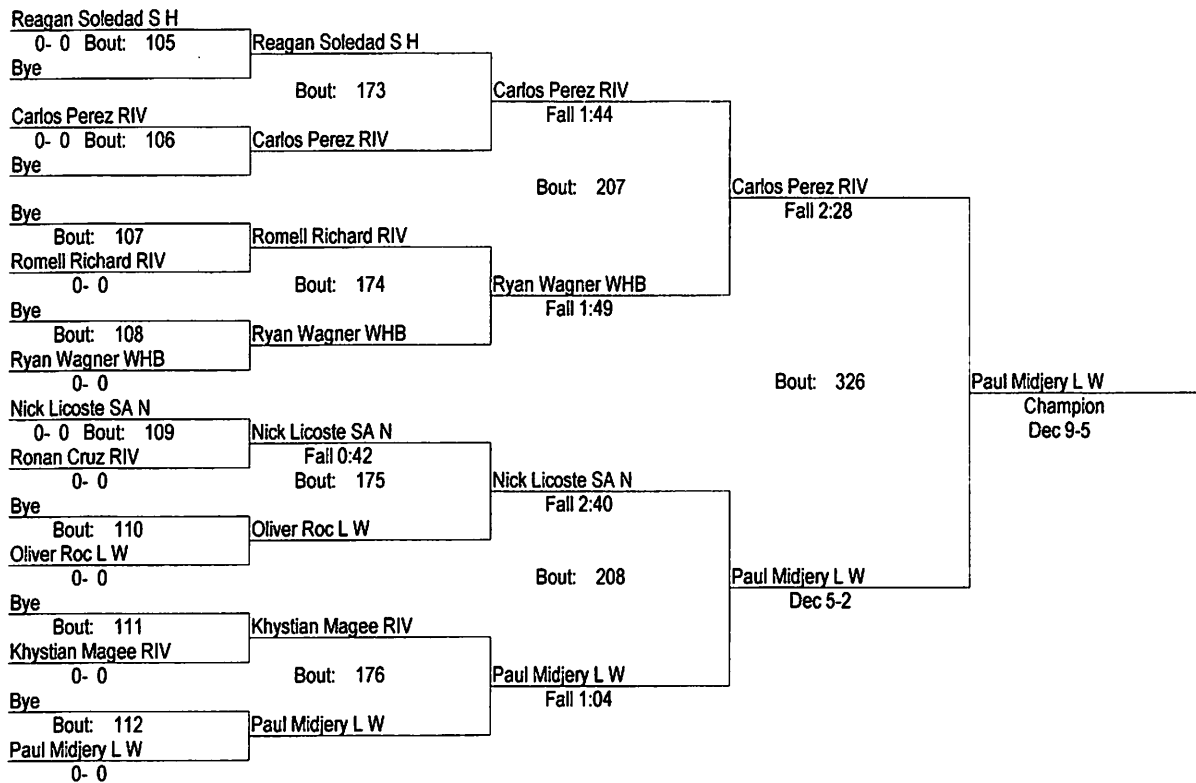 Reagan Soledad S H
0- 0 Bout: 105
Bye
Carlos Perez RIV
0- 0 Bout: 106
Bye
Bye
Bout: 107
Romell Richard RIV
0- 0
Bye
Bout: 108
Ryan Wagner WHB
0- 0
Nick Licoste SA N
0- 0 Bout: 109
Ronan Cruz RIV
0- 0
Bye
Bout: 110
Oliver Roc L W
0- 0
Bye
Bout: 111
Khystian Magee RIV
0- 0
Bye
Bout: 112
Paul Midjery L W
0- 0
Reagan Soledad S H
Bout: 173
Carlos Perez RIV
Romell Richard RIV
Bout: 174
Ryan Wagner WHB
Nick Licoste SA N
Fall 0:42
Bout: 175
Oliver Roc L W
Khystian Magee RIV
Bout: 176
Paul Midjery L W
Carlos Perez RIV
Fall 1:44
Bout: 207
Ryan Wagner WHB
Fall 1:49
Nick Licoste SA N
Fall 2:40
Bout: 208
Paul Midjery L W
Fall 1:04
Carlos Perez RIV
Fall 2:28
Bout: 326
Paul Midjery L W
Dec 5-2
Paul Midjery L W
Champion
Dec 9-5